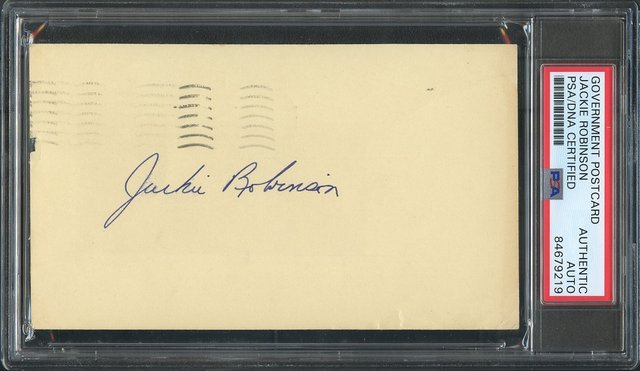 Jackie Robinson
GOVERNMENT POSTCARD
JACKIE ROBINSON
PSA/DNA CERTIFIED
PSA
AUTHENTIC
AUTO
84679219